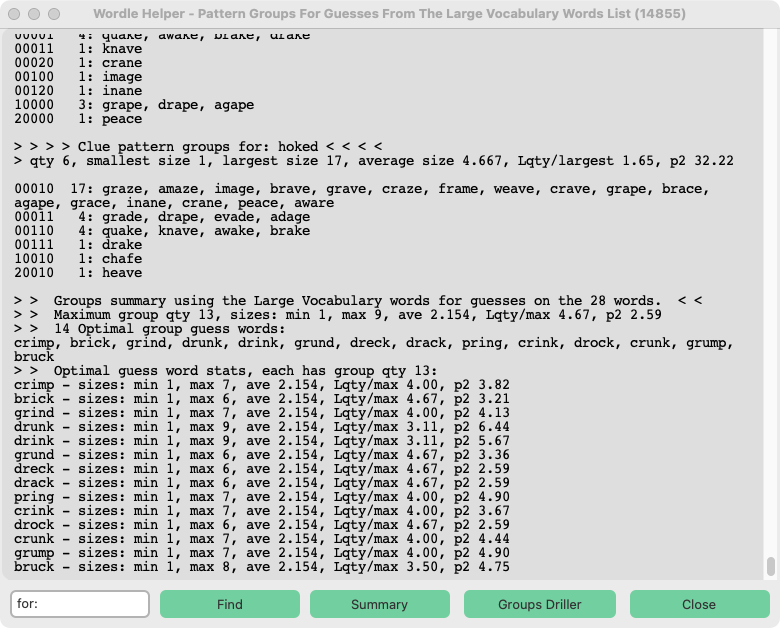 Wordle Helper - Pattern Groups For Guesses From The Large Vocabulary Words List (14855)
00001 4: quake, awake, brake, drake
00011 1: knave
00020 1: crane
00100 1: image
00120 1: inane
10000 3: grape, drape, agape
20000 1: peace
> > > > Clue pattern groups for: hoked < < < <
> qty 6, smallest size 1, largest size 17, average size 4.667, Lqty/largest 1.65, p2 32.22
00010 17: graze, amaze, image, brave, grave, craze, frame, weave, crave, grape, brace,
agape, grace, inane, crane, peace, aware
00011 4: grade, drape, evade, adage
00110 4: quake, knave, awake, brake
00111 1: drake
10010 1: chafe
20010 1: heave
> > Groups summary using the Large Vocabulary words for guesses on the 28 words. < <
> > Maximum group qty 13, sizes: min 1, max 9, ave 2.154, Lqty/max 4.67, p2 2.59
> > 14 Optimal group guess words:
crimp, brick, grind, drunk, drink, grund, dreck, drack, pring, crink, drock, crunk, grump,
bruck
> > Optimal guess word stats, each has group qty 13:
crimp - sizes: min 1, max 7, ave 2.154, Lqty/max 4.00, p2 3.82
brick - sizes: min 1, max 6, ave 2.154, Lqty/max 4.67, p2 3.21
grind - sizes: min 1, max 7, ave 2.154, Lqty/max 4.00, p2 4.13
drunk - sizes: min 1, max 9, ave 2.154, Lqty/max 3.11, p2 6.44
drink - sizes: min 1, max 9, ave 2.154, Lqty/max 3.11, p2 5.67
grund - sizes: min 1, max 6, ave 2.154, Lqty/max 4.67, p2 3.36
dreck - sizes: min 1, max 6, ave 2.154, Lqty/max 4.67, p2 2.59
drack - sizes: min 1, max 6, ave 2.154, Lqty/max 4.67, p2 2.59
pring - sizes: min 1, max 7, ave 2.154, Lqty/max 4.00, p2 4.90
crink - sizes: min 1, max 7, ave 2.154, Lqty/max 4.00, p2 3.67
drock - sizes: min 1, max 6, ave 2.154, Lqty/max 4.67, p2 2.59
crunk - sizes: min 1, max 7, ave 2.154, Lqty/max 4.00, p2 4.44
grump - sizes: min 1, max 7, ave 2.154, Lqty/max 4.00, p2 4.90
bruck - sizes: min 1, max 8, ave 2.154, Lqty/max 3.50, p2 4.75
for: Find Summary Groups Driller Close